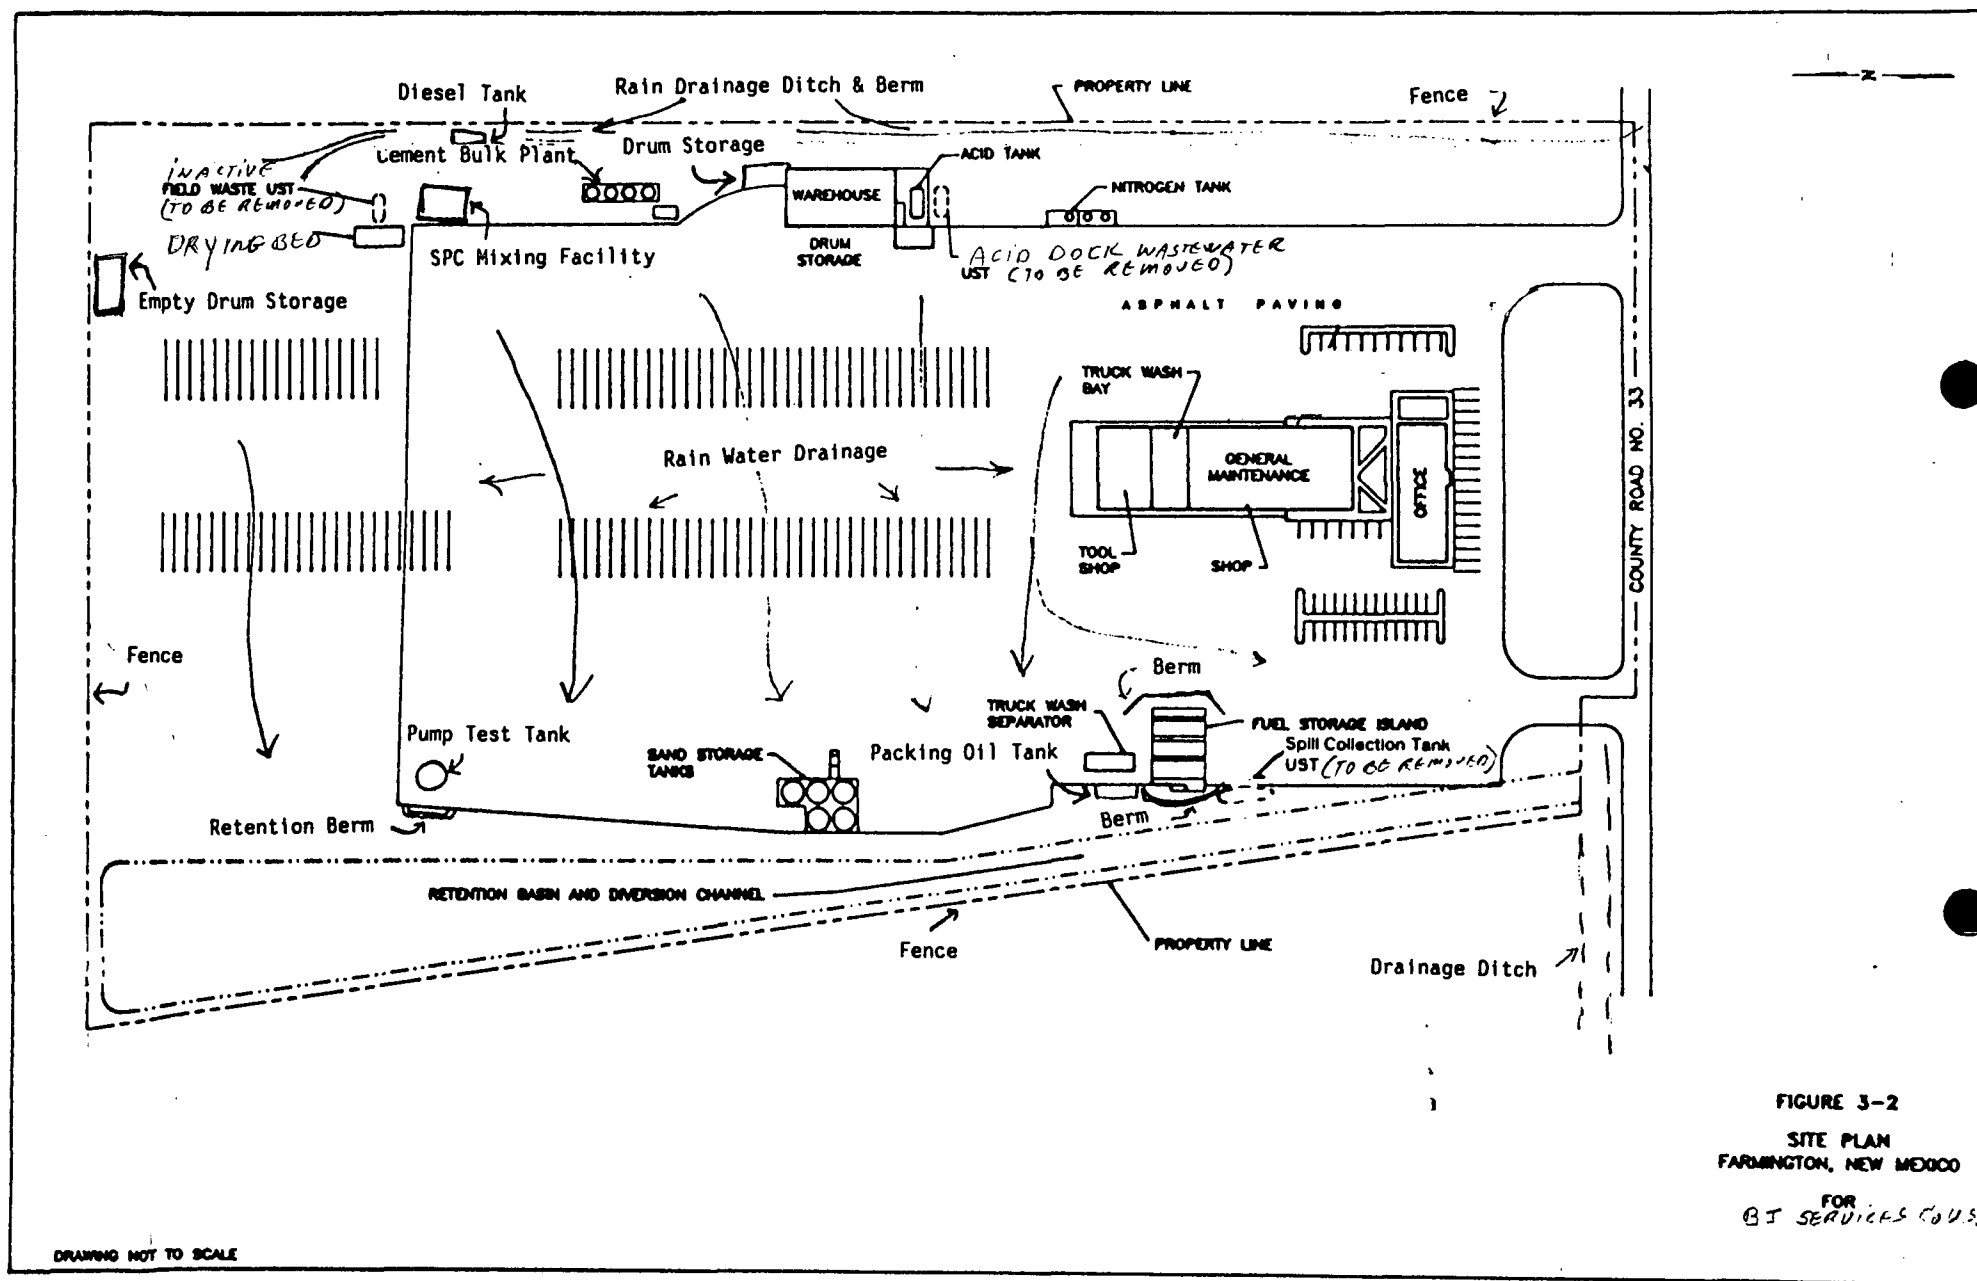 Diesel Tank
Rain Drainage Ditch & Berm
PROPERTY LINE
Fence
N
Cement Bulk Plant
Drum Storage
ACID TANK
INACTIVE
FIELD WASTE UST
(TO BE REMOVED)
WAREHOUSE
NITROGEN TANK
DRYING BED
SPC Mixing Facility
DRUM
STORAGE
ACID DOCK WASTEWATER
UST (TO BE REMOVED)
Empty Drum Storage
ASPHALT PAVING
TRUCK WASH
BAY
Rain Water Drainage
GENERAL
MAINTENANCE
OFFICE
COUNTY ROAD NO. 33
TOOL
SHOP
SHOP
Fence
Berm
TRUCK WASH
SEPARATOR
FUEL STORAGE ISLAND
Pump Test Tank
SAND STORAGE
TANKS
Packing Oil Tank
Spill Collection Tank
UST (TO BE REMOVED)
Retention Berm
Berm
RETENTION BASIN AND DIVERSION CHANNEL
Fence
PROPERTY LINE
Drainage Ditch
FIGURE 3-2
SITE PLAN
FARMINGTON, NEW MEXICO
FOR
BJ SERVICES
DRAWING NOT TO SCALE